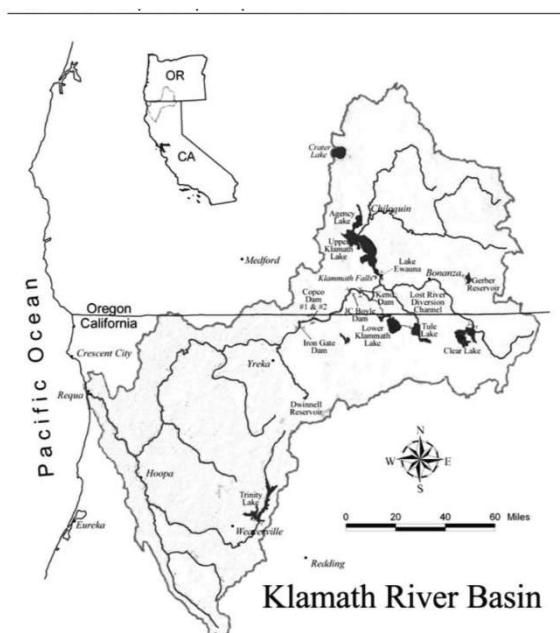 OR
CA
Crater
Lake
Chiloquin
Agency
Lake
Upper
Klamath
Lake
Medford
Lake
Ewauna
Klammath Falls
Bonanza
Gerber
Reservoir
Copco
Dam
#1 & #2
Keno
Dam
Lost River
Diversion
Channel
Oregon
California
JC Boyle
Dam
Lower
Klammath
Lake
Tule
Lake
Clear Lake
Iron Gate
Dam
Pacific Ocean
Crescent City
Yreka
Requa
Dwinnell
Reservoir
Hoopa
N
W
E
S
Trinity
Lake
0 20 40 60 Miles
Eureka
Weaverville
Redding
Klamath River Basin